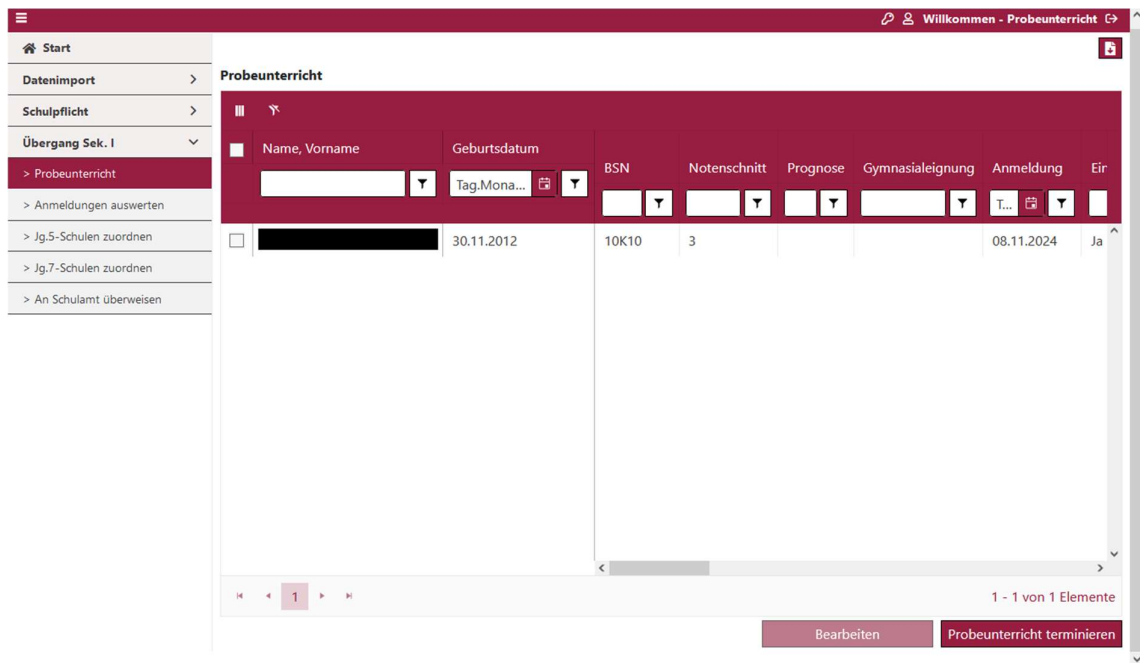 Willkommen - Probeunterricht
Start
Datenimport
Schulpflicht
Übergang Sek. I
> Probeunterricht
> Anmeldungen auswerten
> Jg.5-Schulen zuordnen
> Jg.7-Schulen zuordnen
> An Schulamt überweisen
Probeunterricht
Name, Vorname Geburtsdatum BSN Notenschnitt Prognose Gymnasialeignung Anmeldung Eir
Tag.Mona... T...
30.11.2012 10K10 3 08.11.2024 Ja
1 1 - 1 von 1 Elemente
Bearbeiten Probeunterricht terminieren